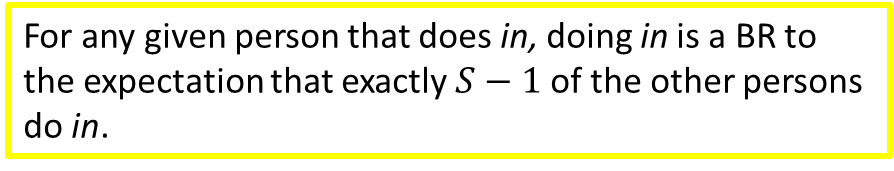 For any given person that does in, doing in is a BR to
the expectation that exactly S − 1 of the other persons
do in.